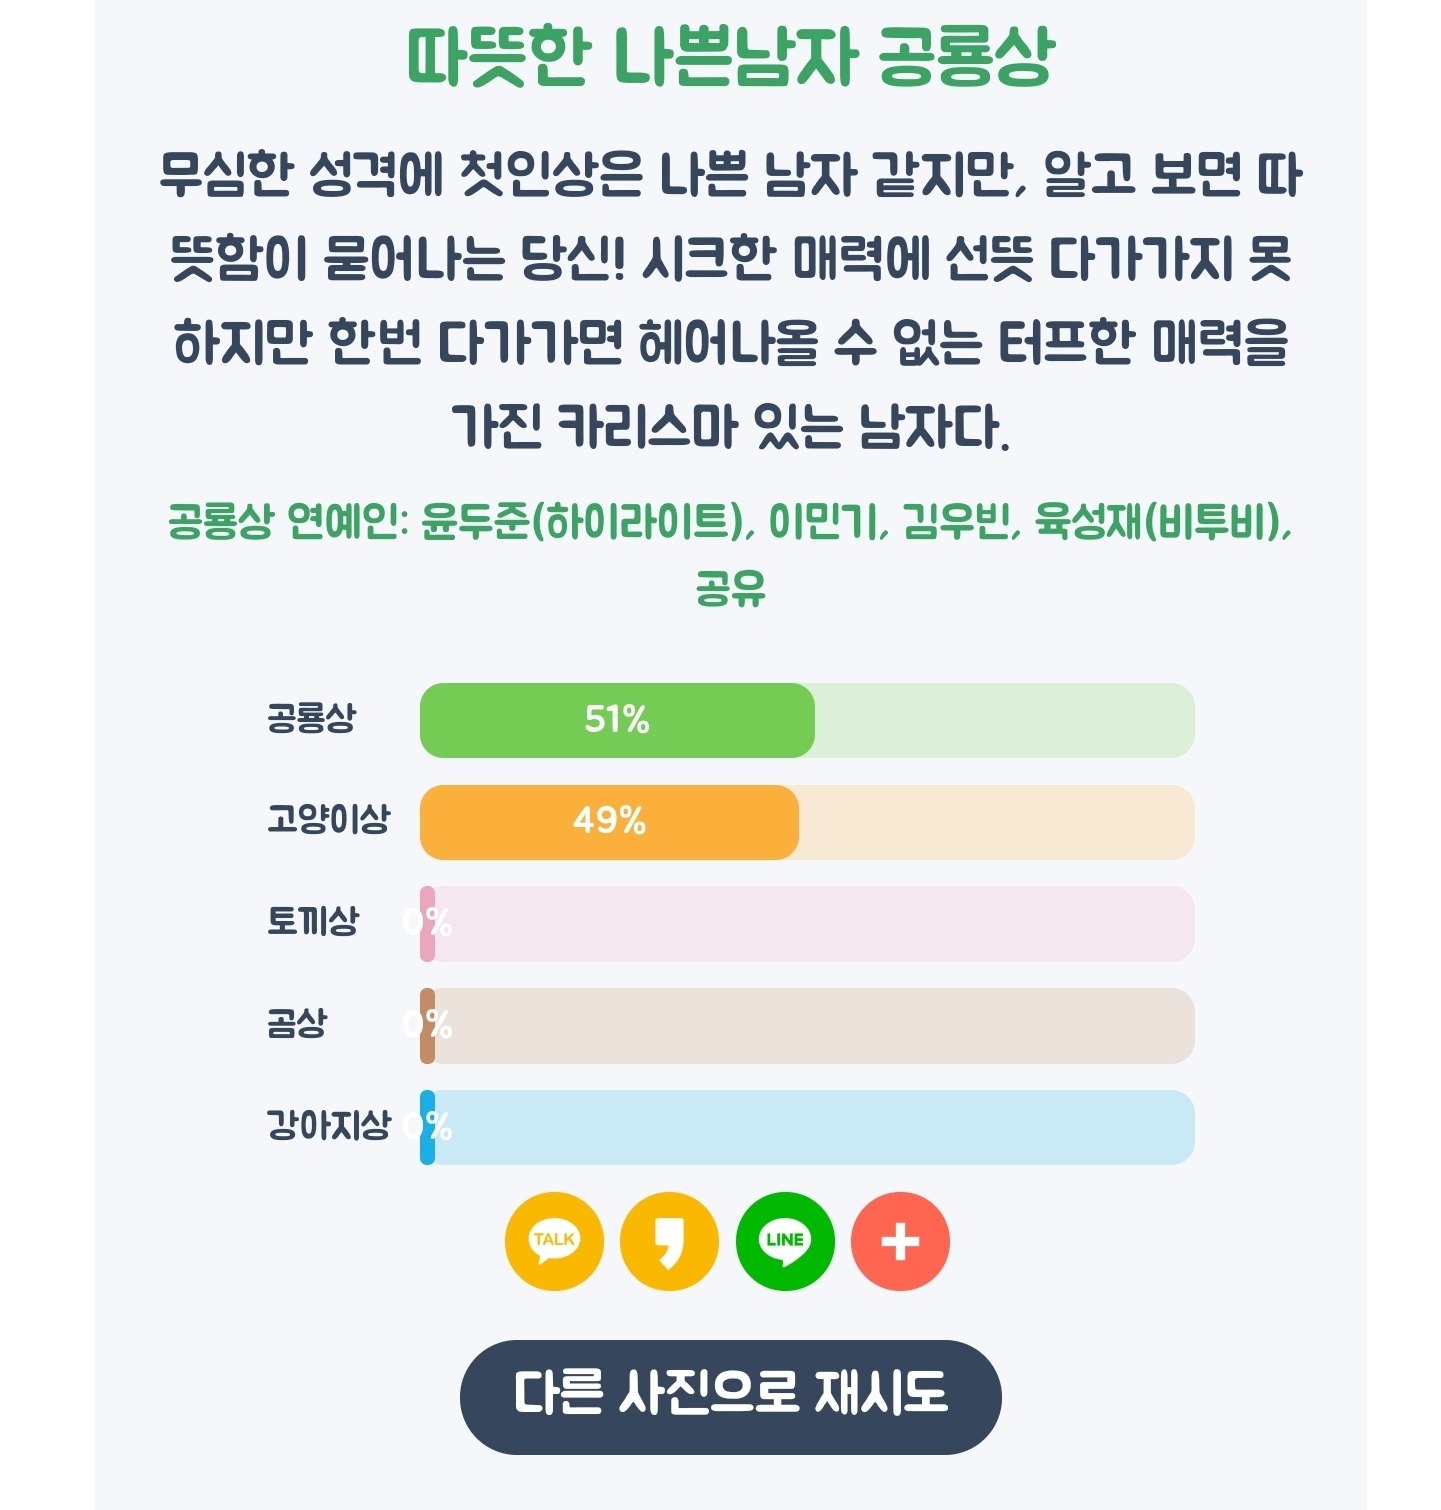 따뜻한 나쁜남자 공룡상
무심한 성격에 첫인상은 나쁜 남자 같지만, 알고 보면 따
뜻함이 묻어나는 당신! 시크한 매력에 선뜻 다가가지 못
하지만 한번 다가가면 헤어나올 수 없는 터프한 매력을
가진 카리스마 있는 남자다.
공룡상 연예인: 윤두준(하이라이트), 이민기, 김우빈, 육성재(비투비),
공유
공룡상 51%
고양이상 49%
토끼상 0%
곰상 0%
강아지상 0%
TALK LINE
다른 사진으로 재시도